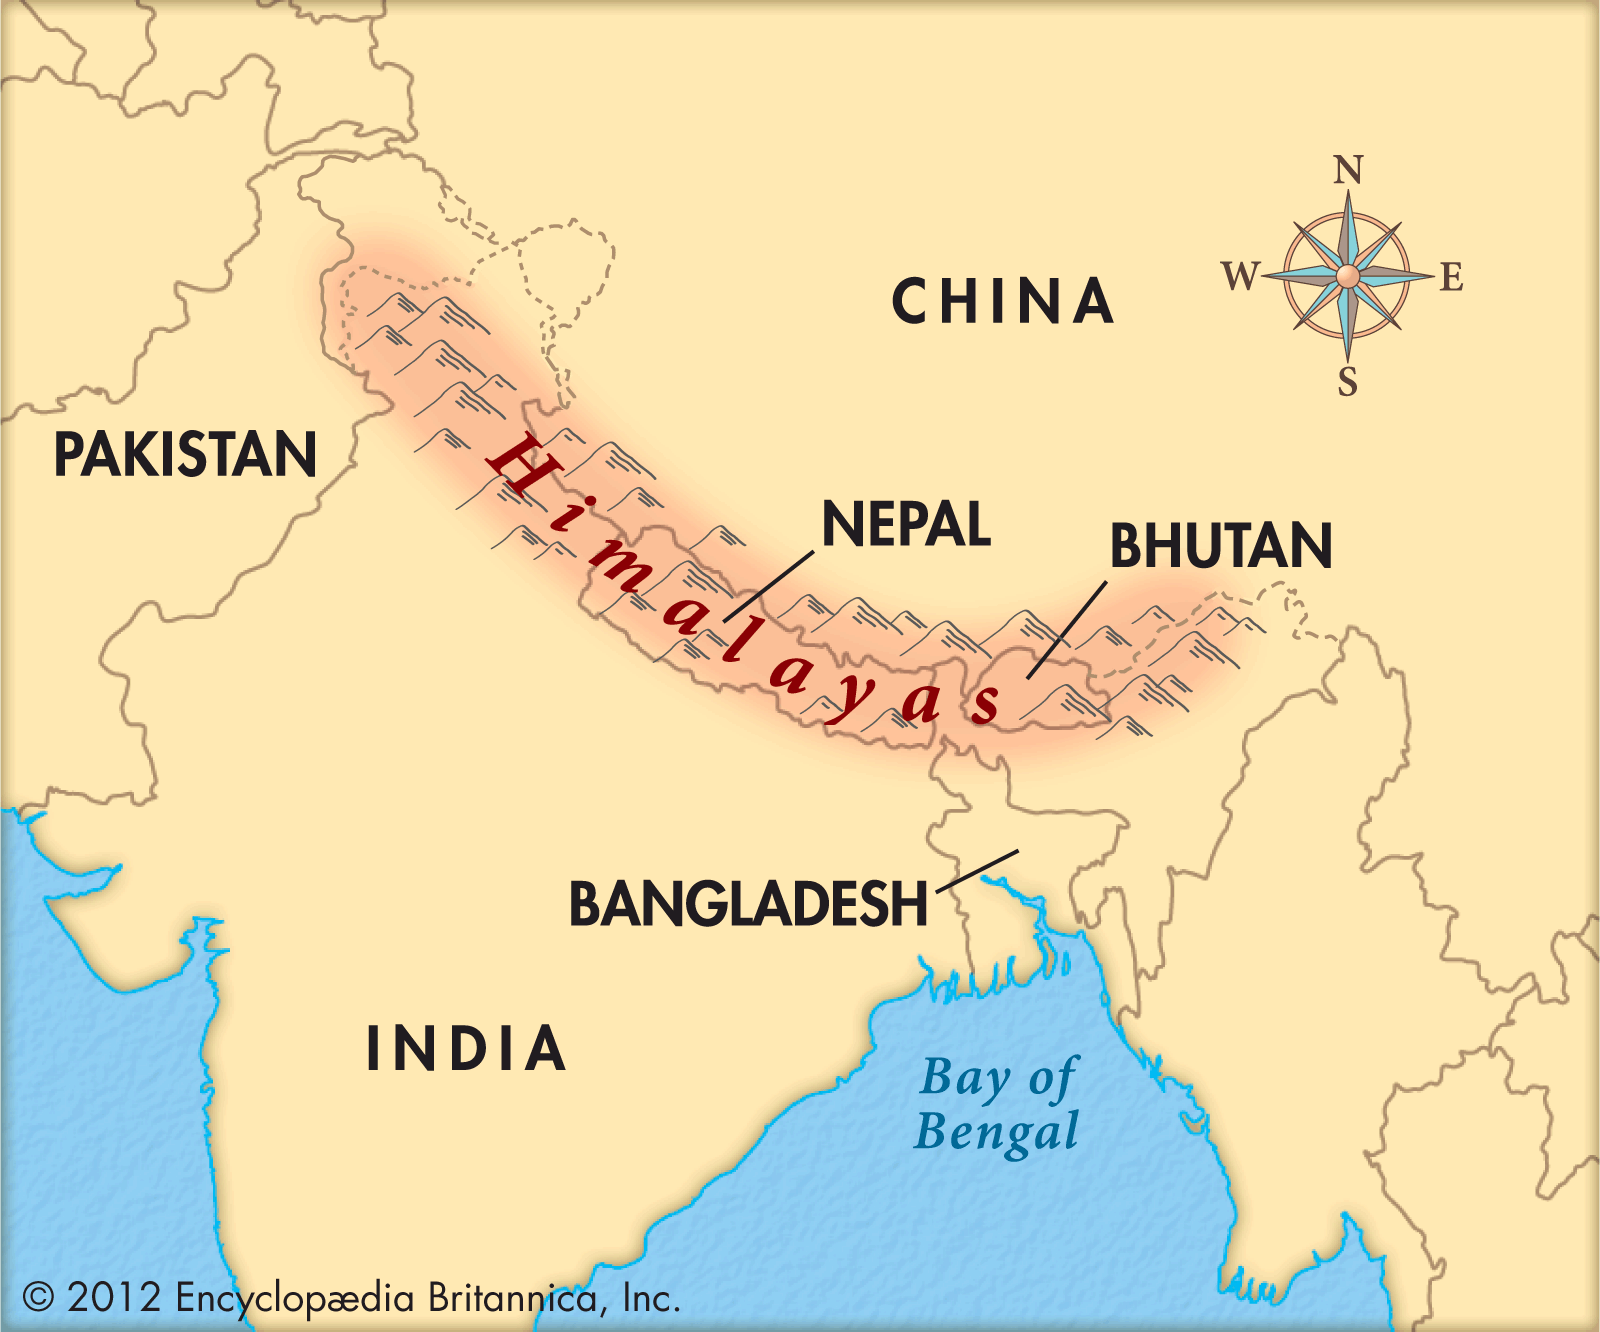 N
W E
S
CHINA
PAKISTAN
Himalayas
NEPAL
BHUTAN
BANGLADESH
INDIA
Bay of
Bengal
© 2012 Encyclopædia Britannica, Inc.